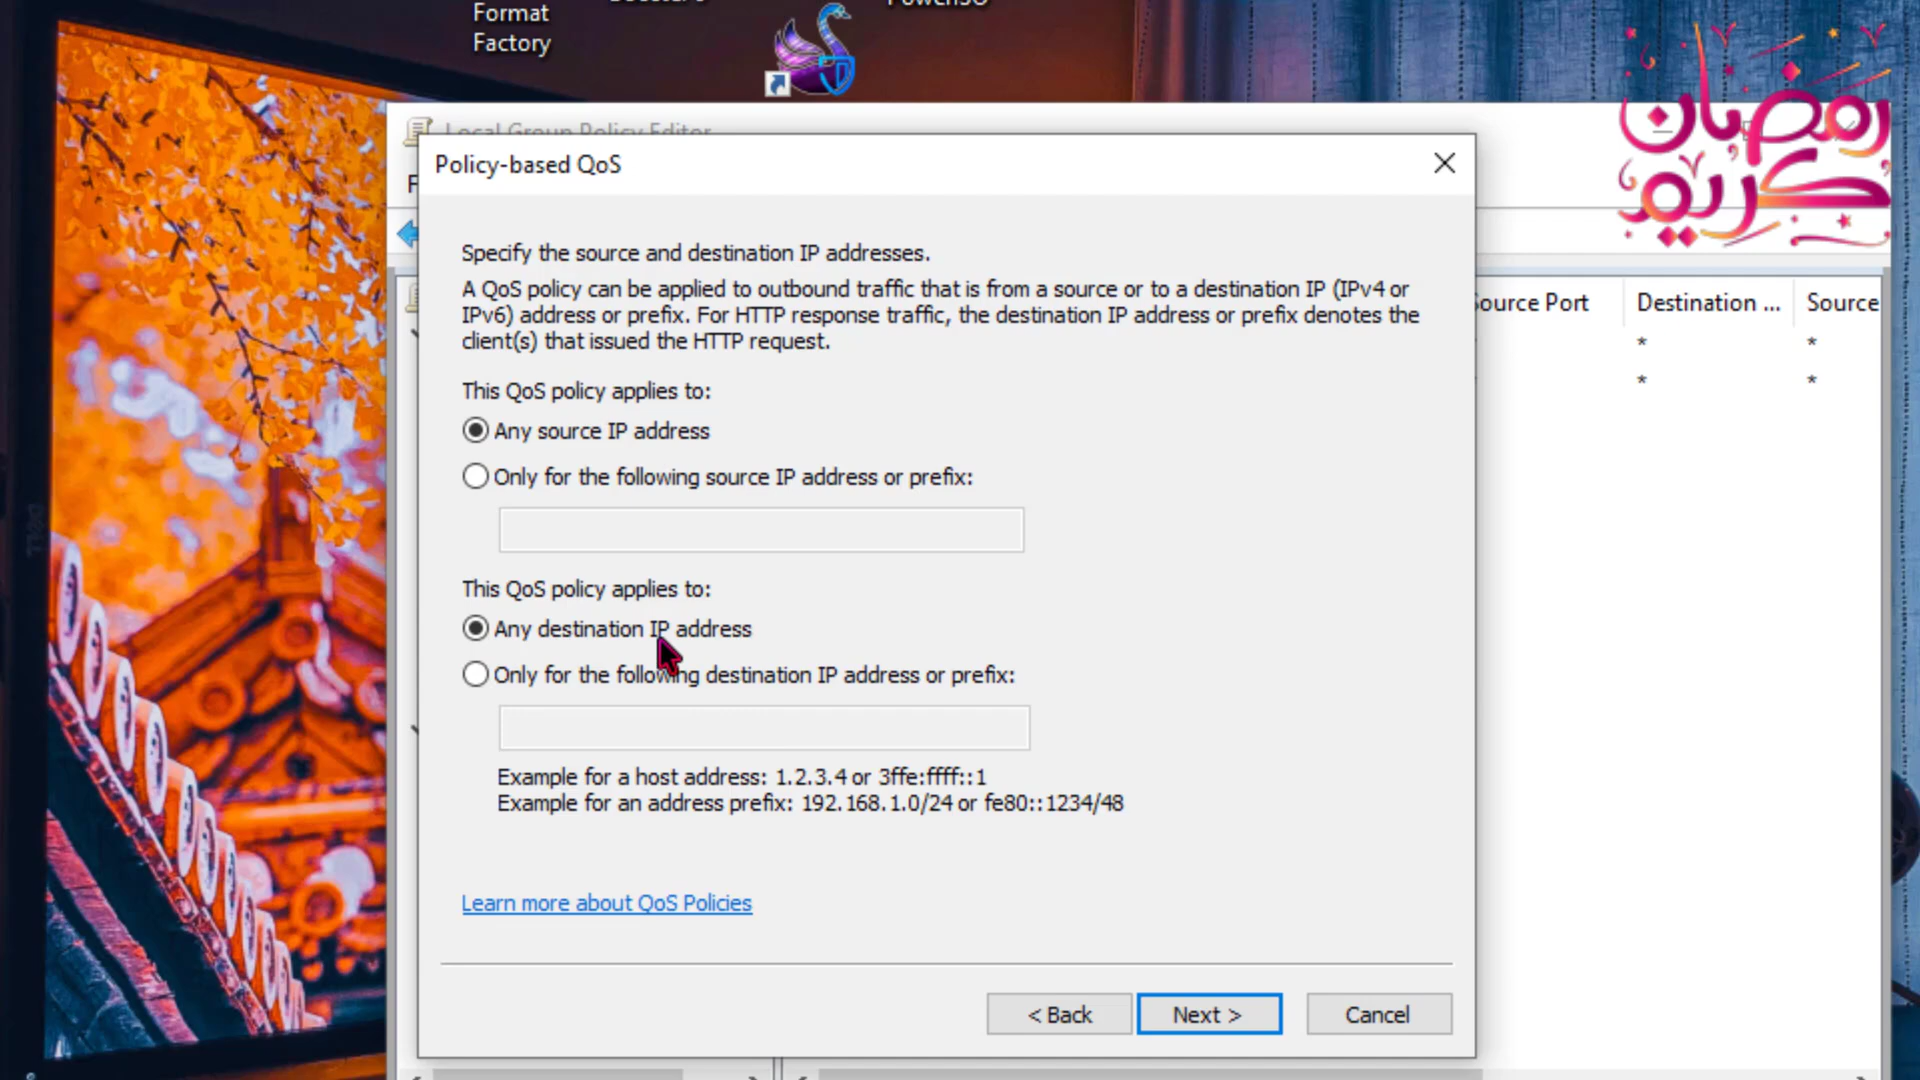 Format
Factory
رمضان
كريم
Local Group Policy Editor
Policy-based QoS
F
Specify the source and destination IP addresses.
A QoS policy can be applied to outbound traffic that is from a source or to a destination IP (IPv4 or
IPv6) address or prefix. For HTTP response traffic, the destination IP address or prefix denotes the
client(s) that issued the HTTP request.
This QoS policy applies to:
Any source IP address
Only for the following source IP address or prefix:
This QoS policy applies to:
Any destination IP address
Only for the following destination IP address or prefix:
Example for a host address: 1.2.3.4 or 3ffe:ffff::1
Example for an address prefix: 192.168.1.0/24 or fe80::1234/48
Learn more about QoS Policies
< Back
Next >
Cancel
Source Port Destination ... Source
* *
* *